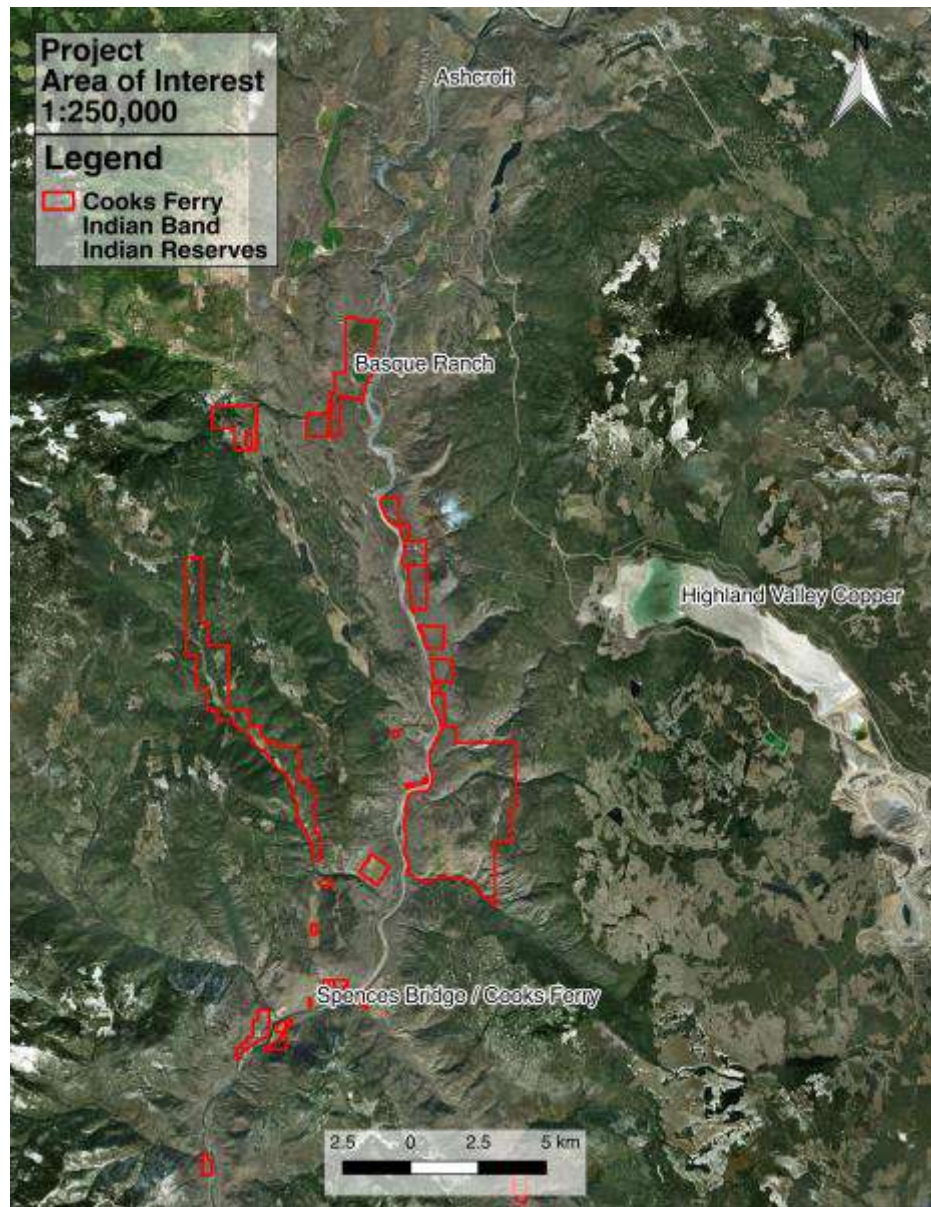 Project
Area of Interest
1:250,000
Legend
Cooks Ferry
Indian Band
Indian Reserves
N
Ashcroft
Basque Ranch
Highland Valley Copper
Spences Bridge / Cooks Ferry
2.5 0 2.5 5 km